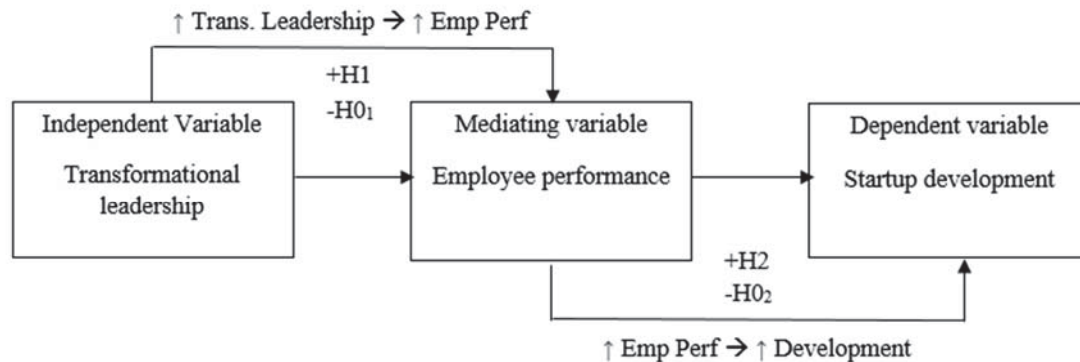 ↑ Trans. Leadership → ↑ Emp Perf
+H1
-H0₁
Independent Variable
Transformational
leadership
Mediating variable
Employee performance
Dependent variable
Startup development
+H2
-H0₂
↑ Emp Perf → ↑ Development